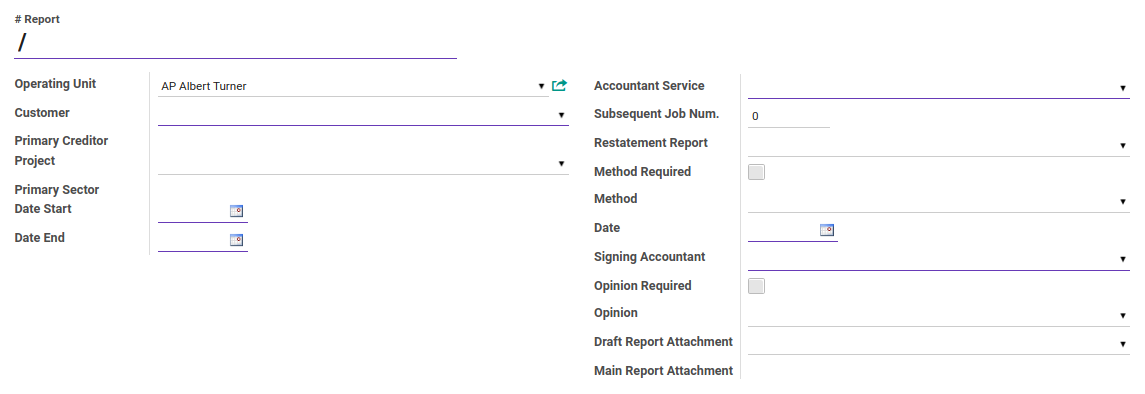 # Report
/
Operating Unit
AP Albert Turner
Customer
Primary Creditor
Project
Primary Sector
Date Start
Date End
Accountant Service
Subsequent Job Num.
0
Restatement Report
Method Required
Method
Date
Signing Accountant
Opinion Required
Opinion
Draft Report Attachment
Main Report Attachment